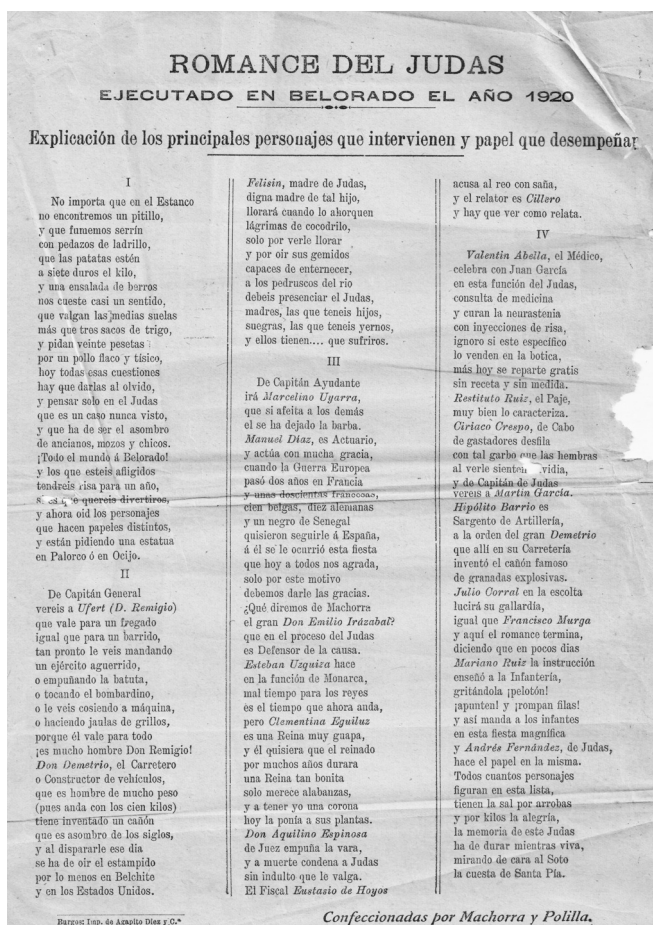 ROMANCE DEL JUDAS
EJECUTADO EN BELORADO EL AÑO 1920
Explicación de los principales personajes que intervienen y papel que desempeñan
I
No importa que en el Estanco
no encontremos un pitillo,
y que fumemos serrín
con pedazos de ladrillo,
que las patatas estén
a siete duros el kilo,
y una ensalada de berros
nos cueste casi un sentido,
que valgan las medias suelas
más que tres sacos de trigo,
y pidan veinte pesetas
por un pollo flaco y tísico,
hoy todas esas cuestiones
hay que darlas al olvido,
y pensar solo en el Judas
que es un caso nunca visto,
y que ha de ser el asombro
de ancianos, mozos y chicos.
¡Todo el mundo á Belorado!
y los que esteis afligidos
tendréis risa para un año,
si es que quereis divertiros,
y ahora oid los personajes
que hacen papeles distintos,
y están pidiendo una estatua
en Palorco ó en Ocijo.
II
De Capitán General
vereis a Ufert (D. Remigio)
que vale para un fregado
igual que para un barrido,
tan pronto le veis mandando
un ejército aguerrido,
o empuñando la batuta,
o tocando el bombardino,
o le veis cosiendo a máquina,
o haciendo jaulas de grillos,
porque él vale para todo
¡es mucho hombre Don Remigio!
Don Demetrio, el Carretero
o Constructor de vehículos,
que es hombre de mucho peso
(pues anda con los cien kilos)
tiene inventado un cañón
que es asombro de los siglos,
y al dispararle ese día
se ha de oir el estampido
por lo menos en Belchite
y en los Estados Unidos.
Felisin, madre de Judas,
digna madre de tal hijo,
llorará cuando lo ahorquen
lágrimas de cocodrilo,
solo por verle llorar
y por oir sus gemidos
capaces de enternecer,
a los pedruscos del rio
debeis presenciar el Judas,
madres, las que teneis hijos,
suegras, las que teneis yernos,
y ellos tienen.... que sufriros.
III
De Capitán Ayudante
irá Marcelino Ugarra,
que si afeita a los demás
el se ha dejado la barba.
Manuel Díaz, es Actuario,
y actúa con mucha gracia,
cuando la Guerra Europea
pasó dos años en Francia
y unas doscientas francesas,
cien belgas, diez alemanas
y un negro de Senegal
quisieron seguirle á España,
á él se le ocurrió esta fiesta
que hoy a todos nos agrada,
solo por este motivo
debemos darle las gracias.
¿Qué diremos de Machorra
el gran Don Emilio Irázabal?
que en el proceso del Judas
es Defensor de la causa.
Esteban Uzquiza hace
en la función de Monarca,
mal tiempo para los reyes
es el tiempo que ahora anda,
pero Clementina Eguiluz
es una Reina muy guapa,
y él quisiera que el reinado
por muchos años durara
una Reina tan bonita
solo merece alabanzas,
y a tener yo una corona
hoy la ponía a sus plantas.
Don Aquilino Espinosa
de Juez empuña la vara,
y a muerte condena a Judas
sin indulto que le valga.
El Fiscal Eustasio de Hoyos
acusa al reo con saña,
y el relator es Cillero
y hay que ver como relata.
IV
Valentin Abella, el Médico,
celebra con Juan García
en esta función del Judas,
consulta de medicina
y curan la neurastenia
con inyecciones de risa,
ignoro si este específico
lo venden en la botica,
más hoy se reparte gratis
sin receta y sin medida.
Restituto Ruiz, el Paje,
muy bien lo caracteriza.
Ciriaco Crespo, de Cabo
de gastadores desfila
con tal garbo que las hembras
al verle sienten vidia,
y de Capitán de Judas
vereis a Martin García.
Hipólito Barrio es
Sargento de Artillería,
a la orden del gran Demetrio
que allí en su Carretería
inventó el cañón famoso
de granadas explosivas.
Julio Corral en la escolta
lucirá su gallardía,
igual que Francisco Murga
y aquí el romance termina,
diciendo que en pocos dias
Mariano Ruiz la instrucción
enseñó a la Infantería,
gritándola ¡pelotón!
¡apunten! y ¡rompan filas!
y así manda a los infantes
en esta fiesta magnífica
y Andrés Fernández, de Judas,
hace el papel en la misma.
Todos cuantos personajes
figuran en esta lista,
tienen la sal por arrobas
y por kilos la alegría,
la memoria de este Judas
ha de durar mientras viva,
mirando de cara al Soto
la cuesta de Santa Pía.
Burgos: Imp. de Agapito Diez y C.ª
Confeccionadas por Machorra y Polilla.